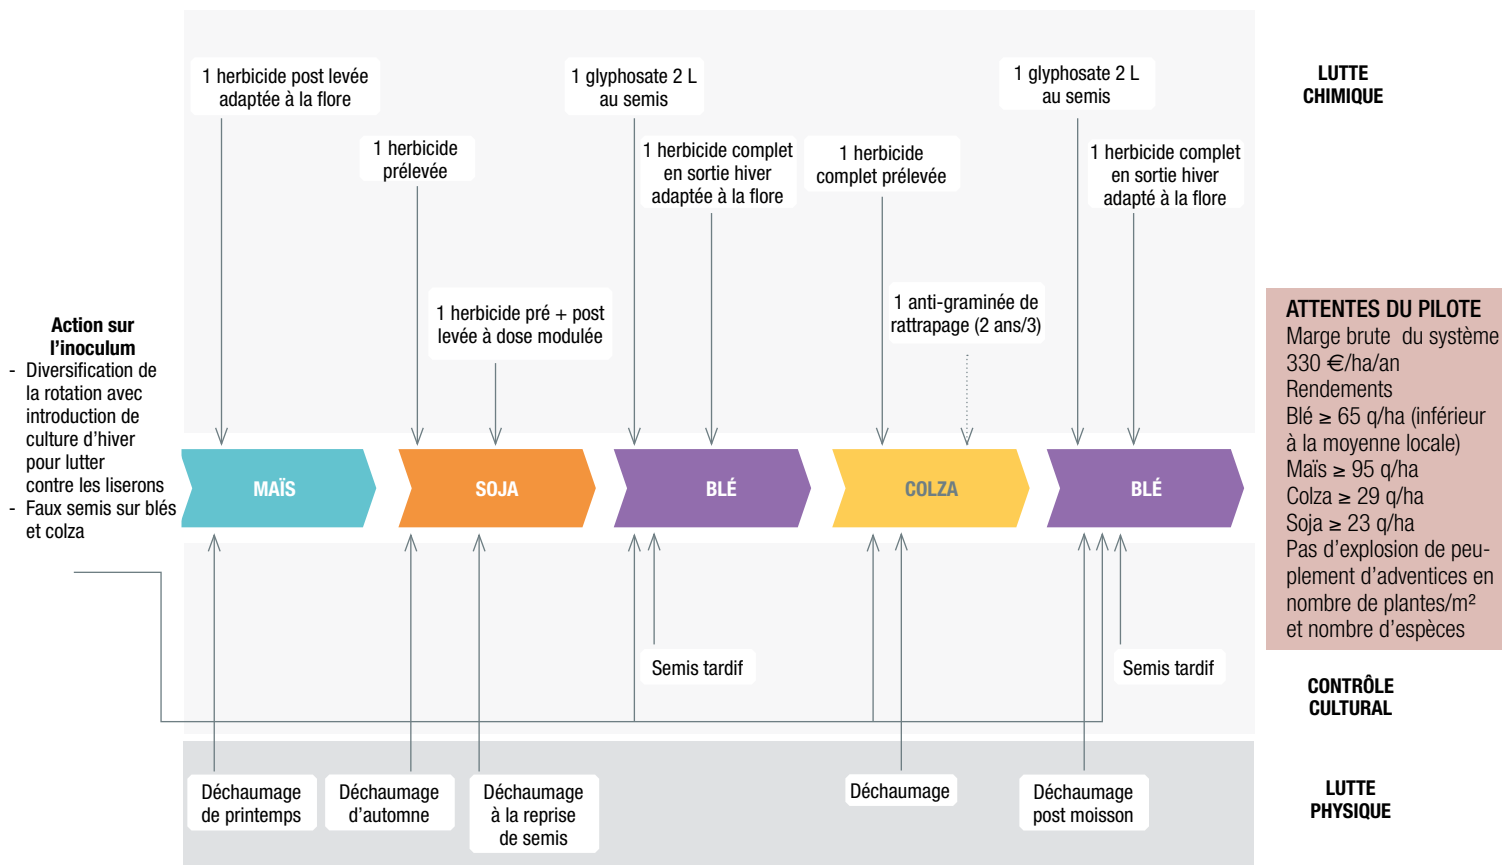 1 herbicide post levée
adaptée à la flore
1 glyphosate 2 L
au semis
1 glyphosate 2 L
au semis
LUTTE
CHIMIQUE
1 herbicide
prélevée
1 herbicide complet
en sortie hiver
adaptée à la flore
1 herbicide
complet prélevée
1 herbicide complet
en sortie hiver
adapté à la flore
1 herbicide pré + post
levée à dose modulée
1 anti-graminée de
rattrapage (2 ans/3)
Action sur
l'inoculum
- Diversification de
la rotation avec
introduction de
culture d'hiver
pour lutter
contre les liserons
- Faux semis sur blés
et colza
MAÏS
SOJA
BLÉ
COLZA
BLÉ
ATTENTES DU PILOTE
Marge brute du système
330 €/ha/an
Rendements
Blé ≥ 65 q/ha (inférieur
à la moyenne locale)
Maïs ≥ 95 q/ha
Colza ≥ 29 q/ha
Soja ≥ 23 q/ha
Pas d'explosion de peu-
plement d'adventices en
nombre de plantes/m²
et nombre d'espèces
Semis tardif
Semis tardif
CONTRÔLE
CULTURAL
Déchaumage
de printemps
Déchaumage
d'automne
Déchaumage
à la reprise
de semis
Déchaumage
Déchaumage
post moisson
LUTTE
PHYSIQUE